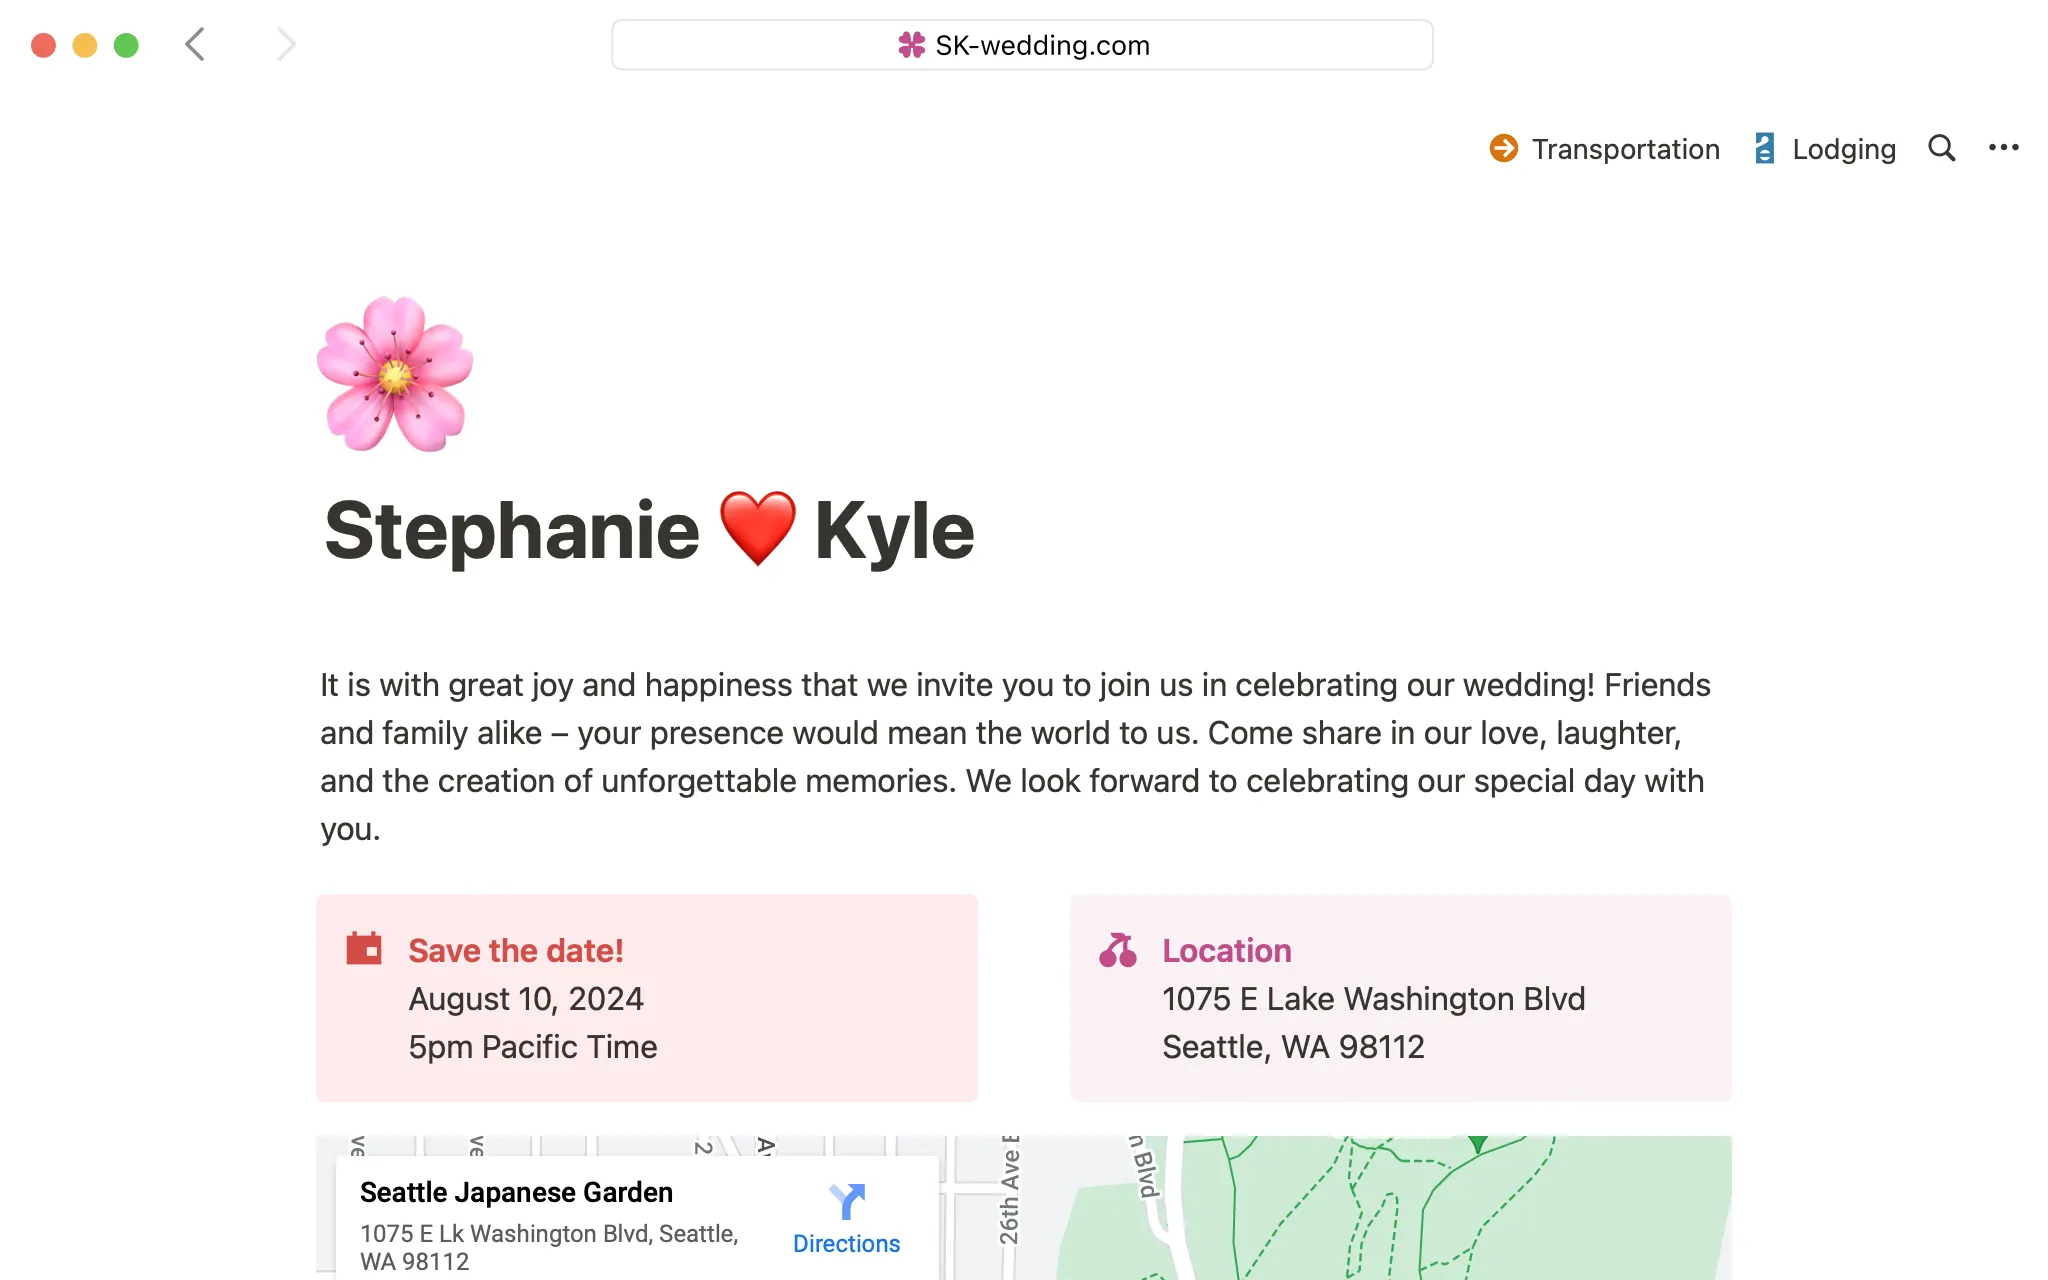 SK-wedding.com
Transportation
Lodging
Stephanie ❤️ Kyle
It is with great joy and happiness that we invite you to join us in celebrating our wedding! Friends
and family alike – your presence would mean the world to us. Come share in our love, laughter,
and the creation of unforgettable memories. We look forward to celebrating our special day with
you.
Save the date!
August 10, 2024
5pm Pacific Time
Location
1075 E Lake Washington Blvd
Seattle, WA 98112
Seattle Japanese Garden
1075 E Lk Washington Blvd, Seattle,
WA 98112
Directions
26th Ave E
Blvd